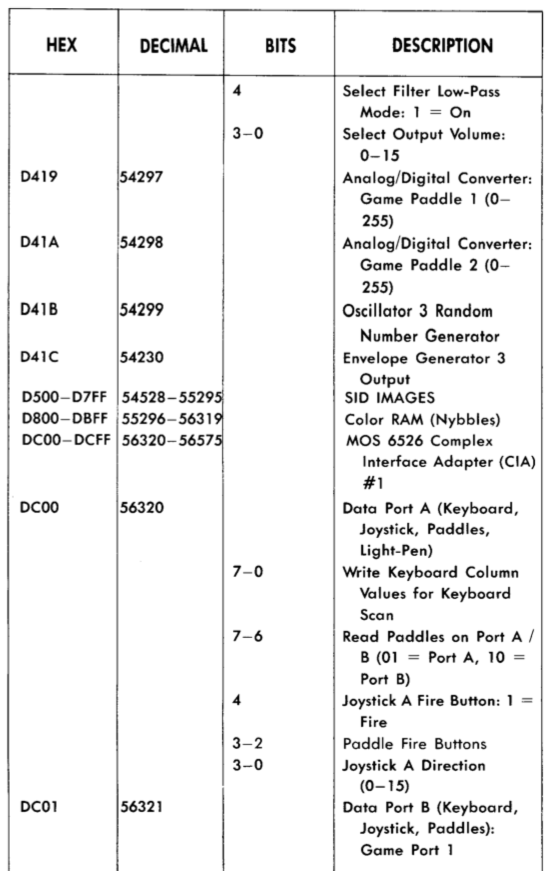 HEX DECIMAL BITS DESCRIPTION
4 Select Filter Low-Pass
Mode: 1 = On
3–0 Select Output Volume:
0–15
D419 54297 Analog/Digital Converter:
Game Paddle 1 (0–
255)
D41A 54298 Analog/Digital Converter:
Game Paddle 2 (0–
255)
D41B 54299 Oscillator 3 Random
Number Generator
D41C 54230 Envelope Generator 3
Output
D500–D7FF 54528–55295 SID IMAGES
D800–DBFF 55296–56319 Color RAM (Nybbles)
DC00–DCFF 56320–56575 MOS 6526 Complex
Interface Adapter (CIA)
#1
DC00 56320 Data Port A (Keyboard,
Joystick, Paddles,
Light-Pen)
7–0 Write Keyboard Column
Values for Keyboard
Scan
7–6 Read Paddles on Port A /
B (01 = Port A, 10 =
Port B)
4 Joystick A Fire Button: 1 =
Fire
3–2 Paddle Fire Buttons
3–0 Joystick A Direction
(0–15)
DC01 56321 Data Port B (Keyboard,
Joystick, Paddles):
Game Port 1